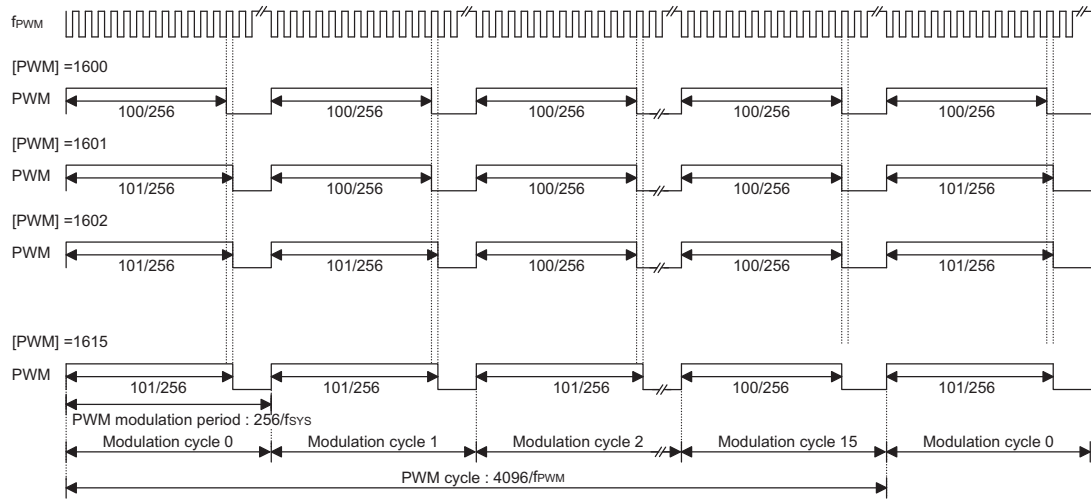 fPWM
[PWM] =1600
PWM
100/256 100/256 100/256 100/256 100/256
[PWM] =1601
PWM
101/256 100/256 100/256 100/256 101/256
[PWM] =1602
PWM
101/256 101/256 100/256 100/256 101/256
[PWM] =1615
PWM
101/256 101/256 101/256 100/256 101/256
PWM modulation period : 256/fSYS
Modulation cycle 0 Modulation cycle 1 Modulation cycle 2 Modulation cycle 15 Modulation cycle 0
PWM cycle : 4096/fPWM